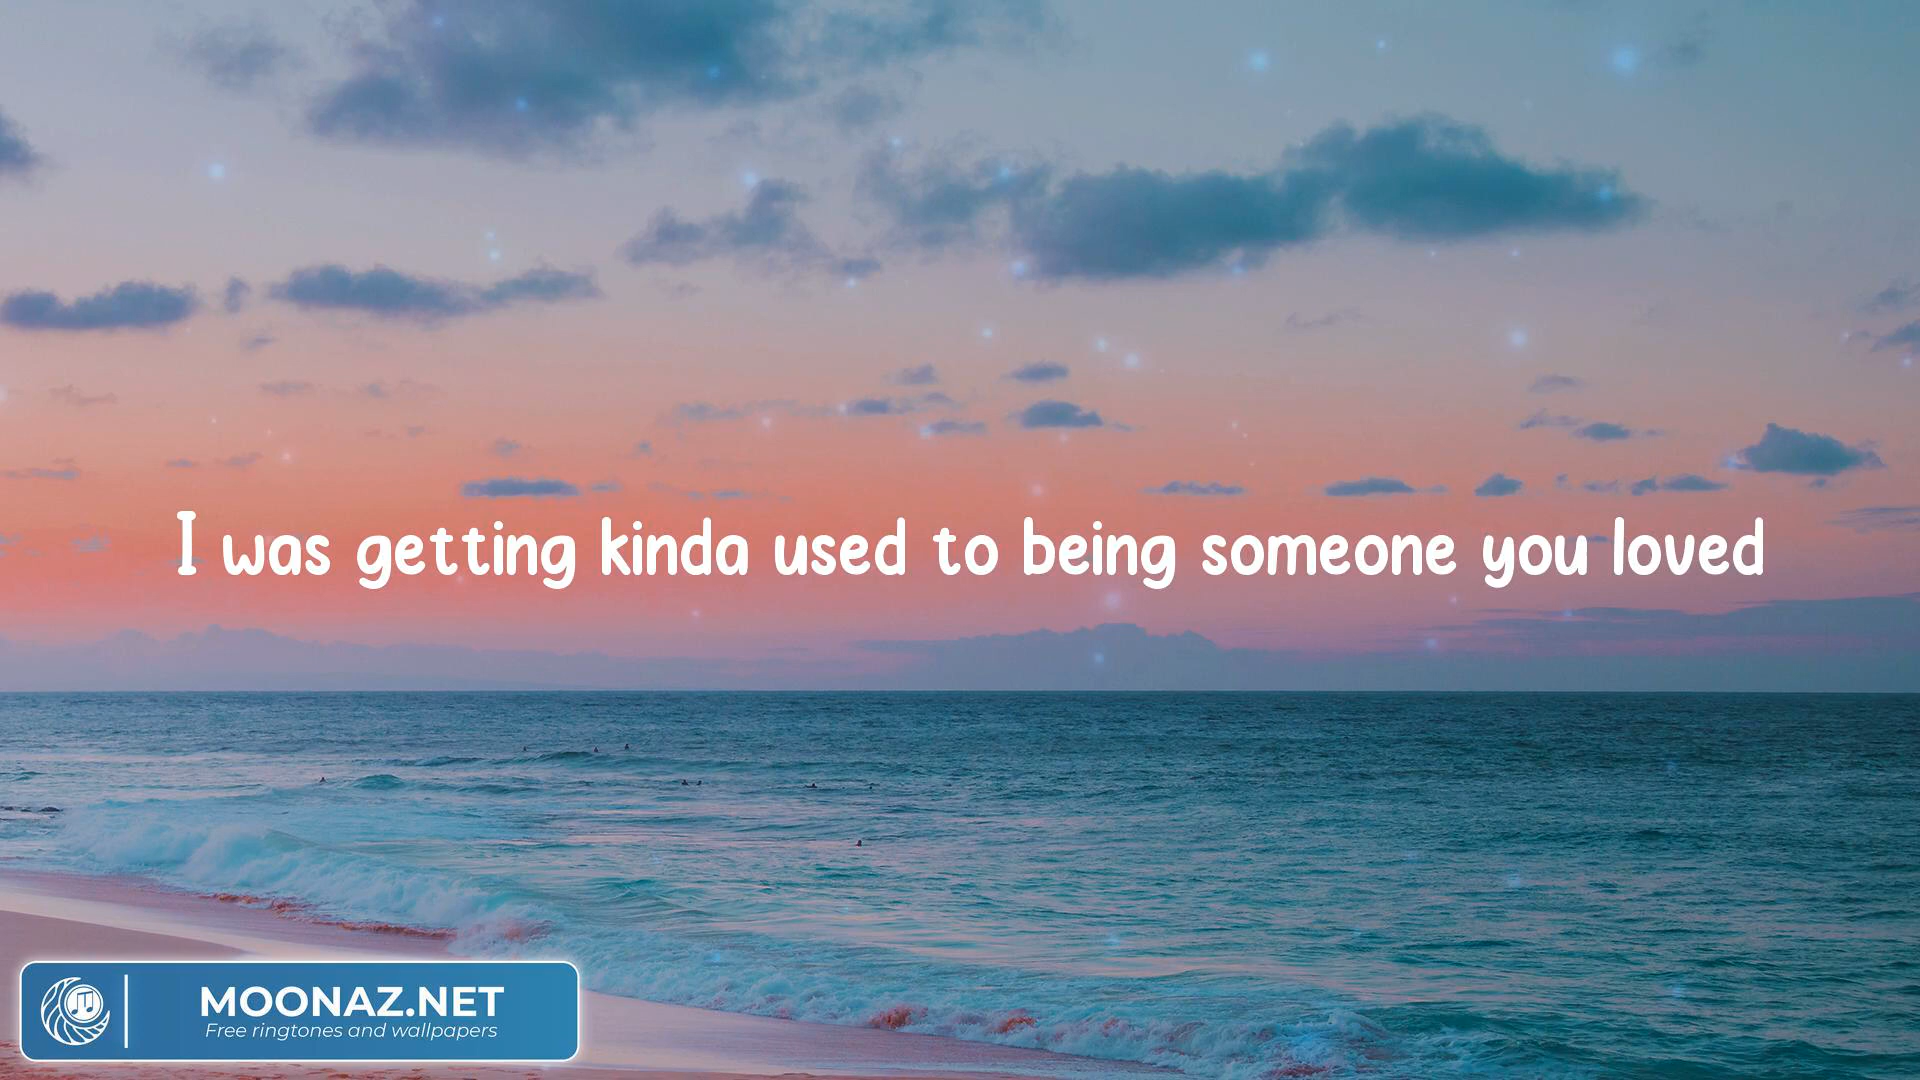 I was getting kinda used to being someone you loved
MOONAZ.NET
Free ringtones and wallpapers